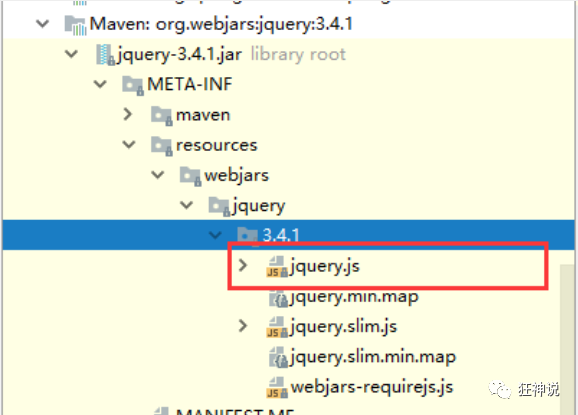 Maven: org.webjars:jquery:3.4.1
jquery-3.4.1.jar library root
META-INF
maven
resources
webjars
jquery
3.4.1
jquery.js
jquery.min.map
jquery.slim.js
jquery.slim.min.map
webjars-requirejs.js
狂神说
MANIFEST.MF